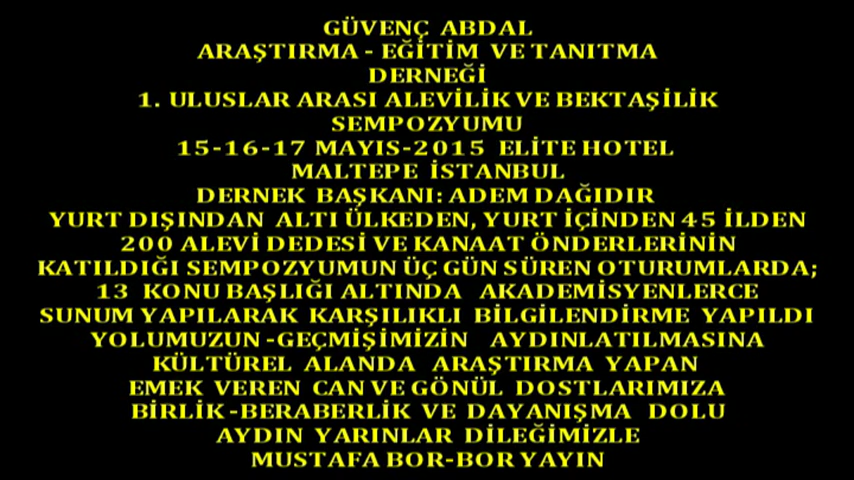 GÜVENÇ ABDAL
ARAŞTIRMA - EĞİTİM VE TANITMA
DERNEĞİ
1. ULUSLAR ARASI ALEVİLİK VE BEKTAŞİLİK
SEMPOZYUMU
15-16-17 MAYIS-2015 ELİTE HOTEL
MALTEPE İSTANBUL
DERNEK BAŞKANI: ADEM DAĞIDIR
YURT DIŞINDAN ALTI ÜLKEDEN, YURT İÇİNDEN 45 İLDEN
200 ALEVİ DEDESİ VE KANAAT ÖNDERLERİNİN
KATILDIĞI SEMPOZYUMUN ÜÇ GÜN SÜREN OTURUMLARDA;
13 KONU BAŞLIĞI ALTINDA AKADEMİSYENLERCE
SUNUM YAPILARAK KARŞILIKLI BİLGİLENDİRME YAPILDI
YOLUMUZUN -GEÇMİŞİMİZİN AYDINLATILMASINA
KÜLTÜREL ALANDA ARAŞTIRMA YAPAN
EMEK VEREN CAN VE GÖNÜL DOSTLARIMIZA
BİRLİK -BERABERLİK VE DAYANIŞMA DOLU
AYDIN YARINLAR DİLEĞİMİZLE
MUSTAFA BOR-BOR YAYIN